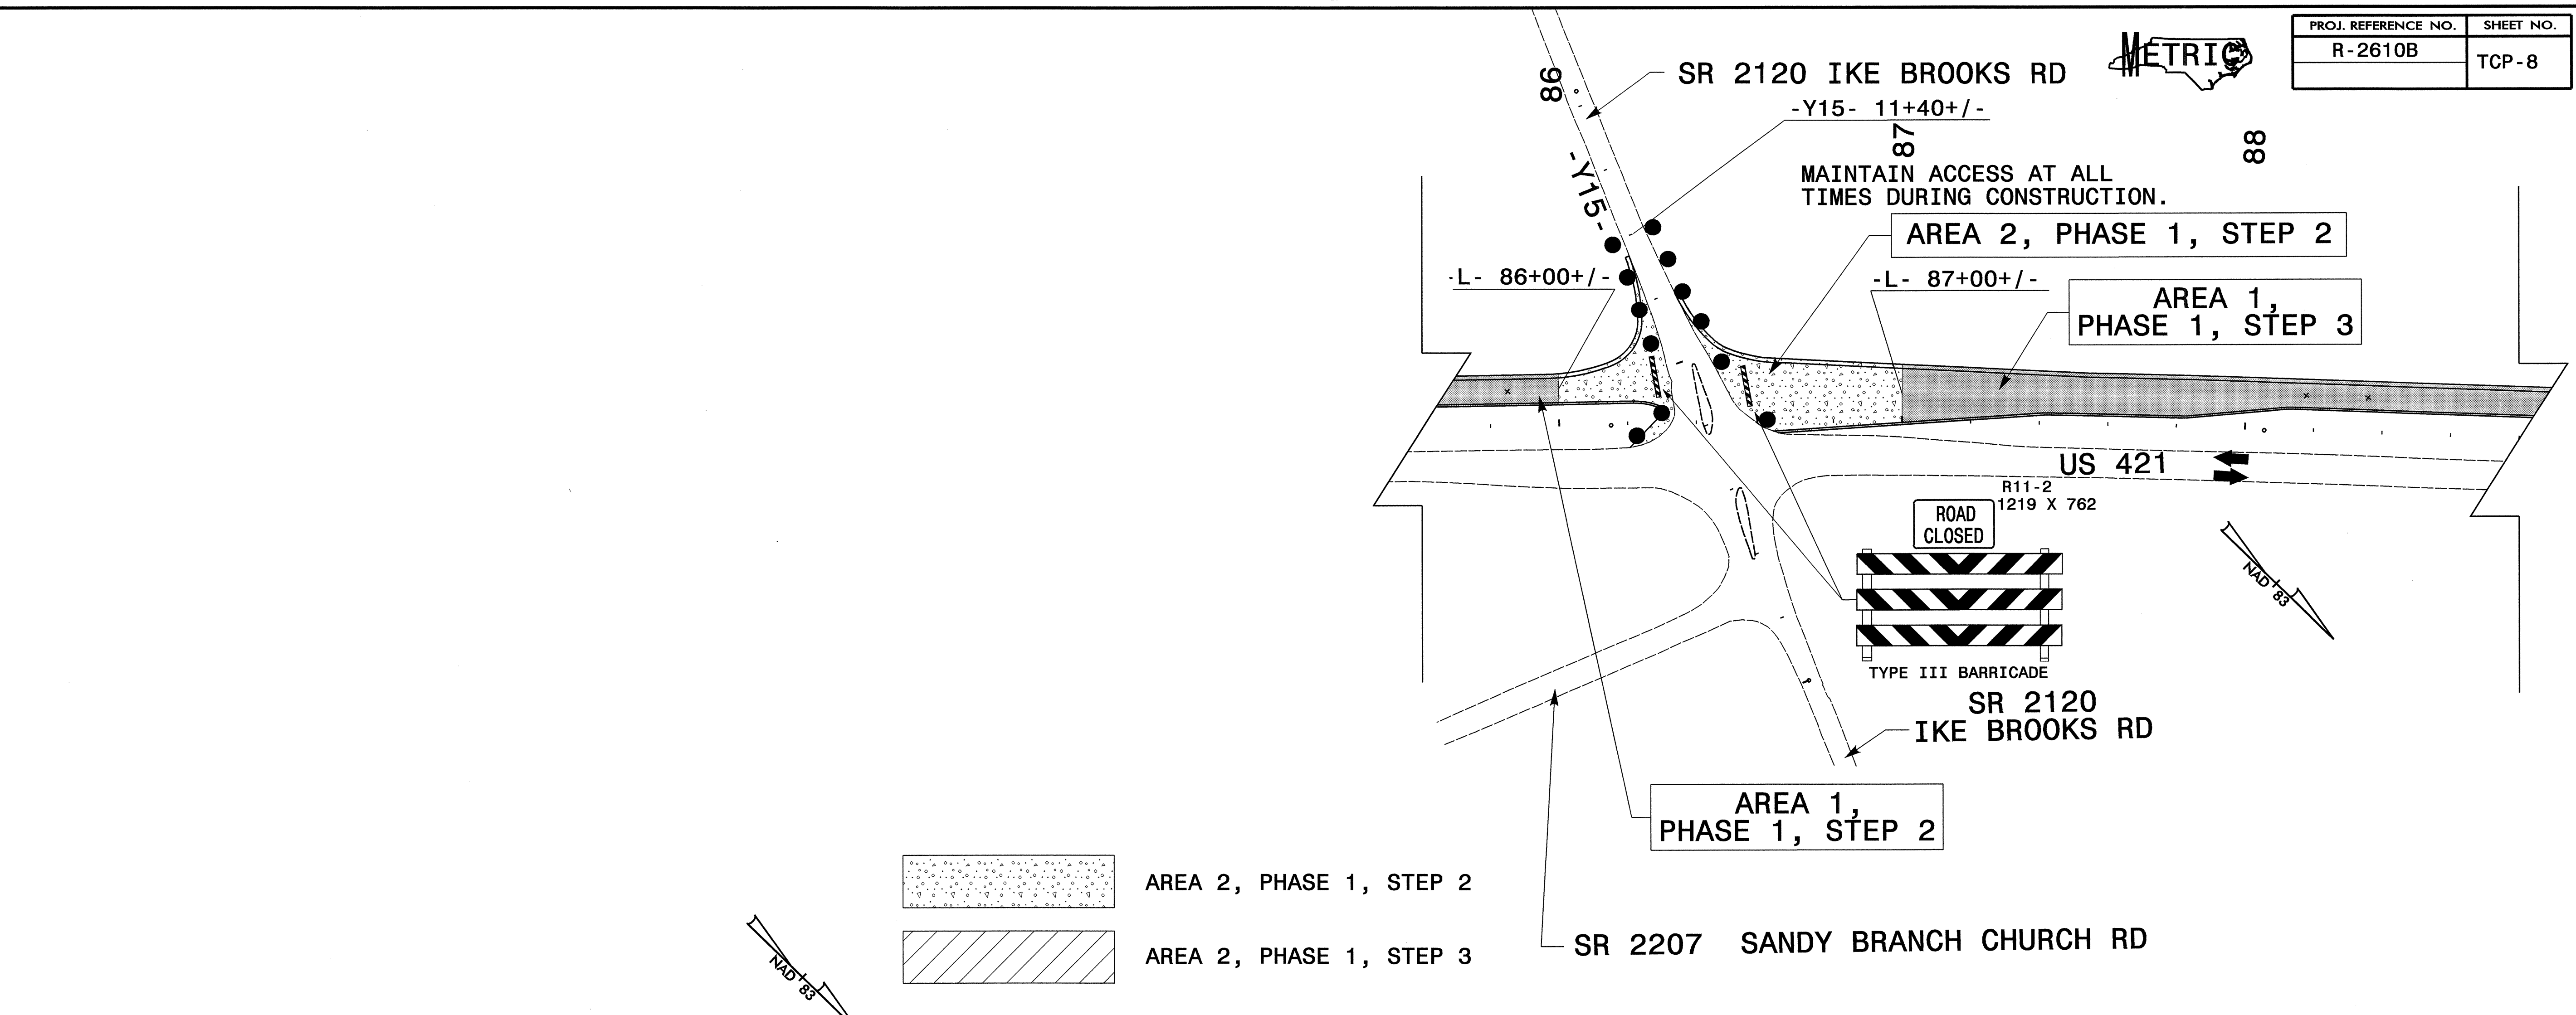 PROJ. REFERENCE NO. SHEET NO.
R-2610B
TCP-8
METRIC
SR 2120 IKE BROOKS RD
86
-Y15- 11+40+/-
87
88
-Y15-
MAINTAIN ACCESS AT ALL
TIMES DURING CONSTRUCTION.
AREA 2, PHASE 1, STEP 2
-L- 86+00+/-
-L- 87+00+/-
AREA 1,
PHASE 1, STEP 3
US 421
R11-2
1219 X 762
ROAD
CLOSED
NAD 83
TYPE III BARRICADE
SR 2120
IKE BROOKS RD
AREA 1,
PHASE 1, STEP 2
AREA 2, PHASE 1, STEP 2
SR 2207 SANDY BRANCH CHURCH RD
AREA 2, PHASE 1, STEP 3
NAD 83